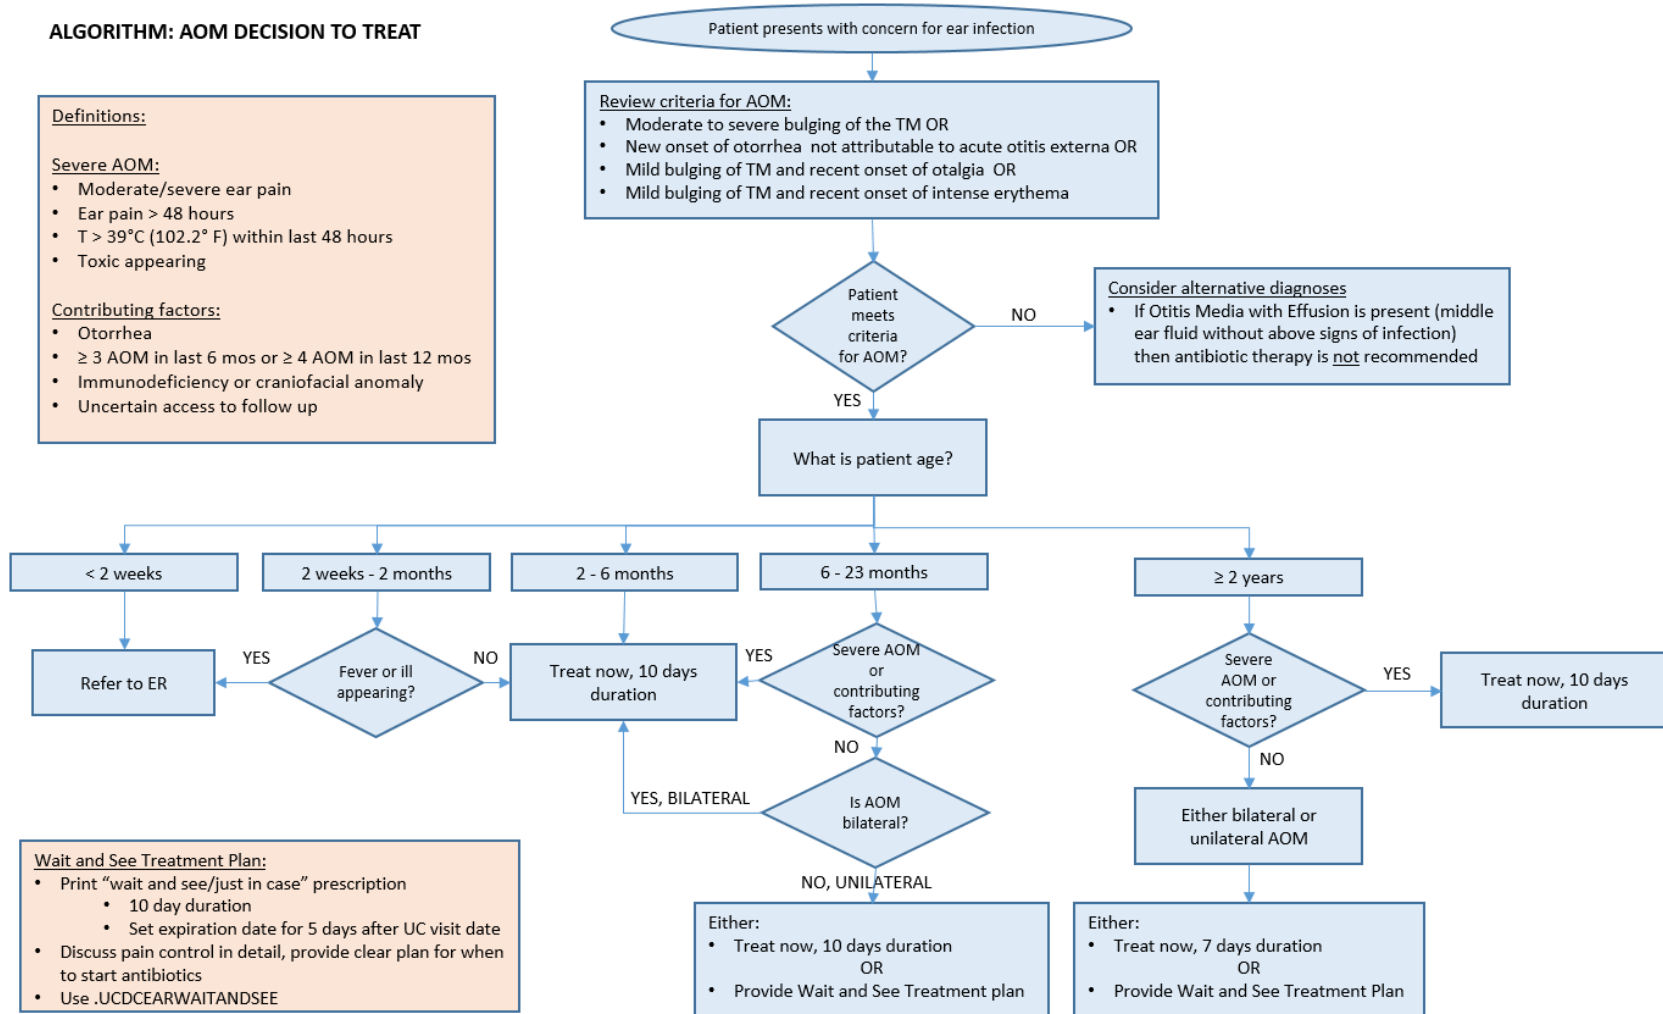 ALGORITHM: AOM DECISION TO TREAT
Patient presents with concern for ear infection
Definitions:
Severe AOM:
• Moderate/severe ear pain
• Ear pain > 48 hours
• T > 39°C (102.2° F) within last 48 hours
• Toxic appearing
Contributing factors:
• Otorrhea
• ≥ 3 AOM in last 6 mos or ≥ 4 AOM in last 12 mos
• Immunodeficiency or craniofacial anomaly
• Uncertain access to follow up
Review criteria for AOM:
• Moderate to severe bulging of the TM OR
• New onset of otorrhea not attributable to acute otitis externa OR
• Mild bulging of TM and recent onset of otalgia OR
• Mild bulging of TM and recent onset of intense erythema
Patient
meets
criteria
for AOM?
NO
Consider alternative diagnoses
• If Otitis Media with Effusion is present (middle
ear fluid without above signs of infection)
then antibiotic therapy is not recommended
YES
What is patient age?
< 2 weeks
2 weeks - 2 months
2 - 6 months
6 - 23 months
≥ 2 years
Refer to ER
YES
Fever or ill
appearing?
NO
Treat now, 10 days
duration
YES
Severe AOM
or
contributing
factors?
NO
YES, BILATERAL
Is AOM
bilateral?
NO, UNILATERAL
Either:
• Treat now, 10 days duration
OR
• Provide Wait and See Treatment plan
Severe
AOM or
contributing
factors?
YES
Treat now, 10 days
duration
NO
Either bilateral or
unilateral AOM
Either:
• Treat now, 7 days duration
OR
• Provide Wait and See Treatment Plan
Wait and See Treatment Plan:
• Print “wait and see/just in case” prescription
• 10 day duration
• Set expiration date for 5 days after UC visit date
• Discuss pain control in detail, provide clear plan for when
to start antibiotics
• Use .UCDCEARWAITANDSEE